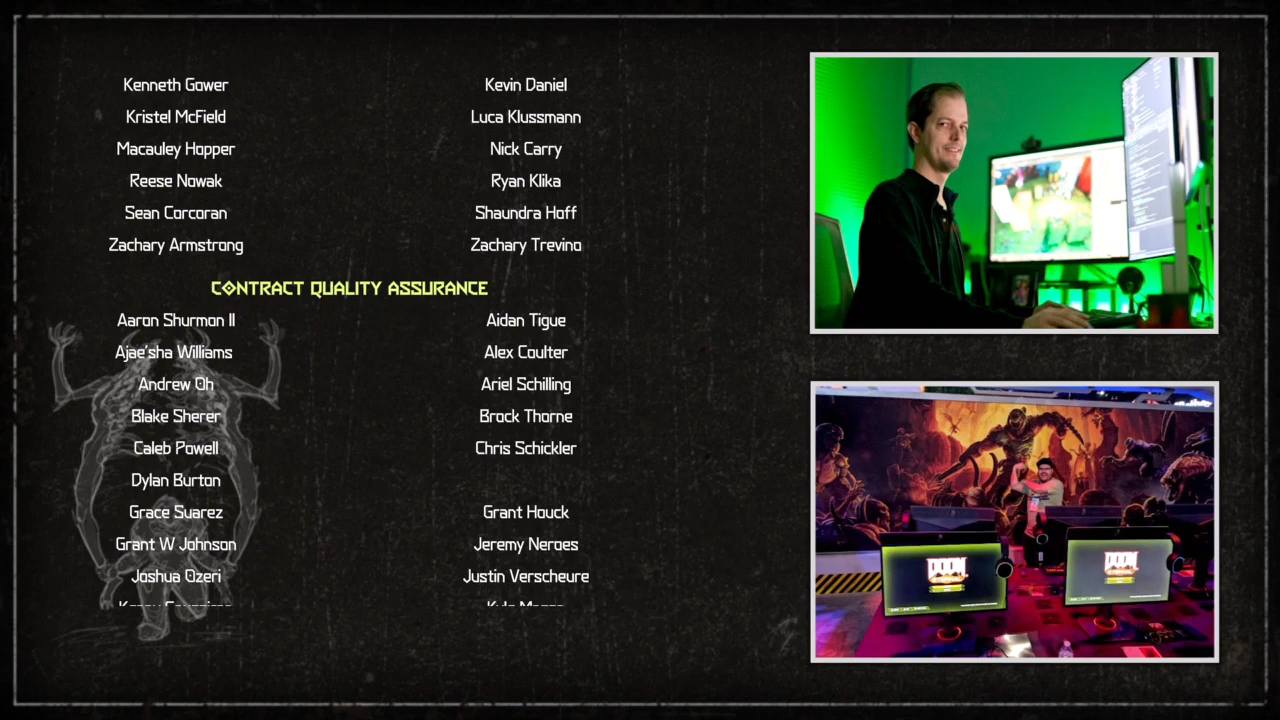 Kenneth Gower Kevin Daniel
Kristel McField Luca Klussmann
Macauley Hopper Nick Carry
Reese Nowak Ryan Klika
Sean Corcoran Shaundra Hoff
Zachary Armstrong Zachary Trevino
CONTRACT QUALITY ASSURANCE
Aaron Shurmon II Aidan Tigue
Ajae'sha Williams Alex Coulter
Andrew Oh Ariel Schilling
Blake Sherer Brock Thorne
Caleb Powell Chris Schickler
Dylan Burton
Grace Suarez Grant Houck
Grant W Johnson Jeremy Neroes
Joshua Ozeri Justin Verscheure
DOOM DOOM